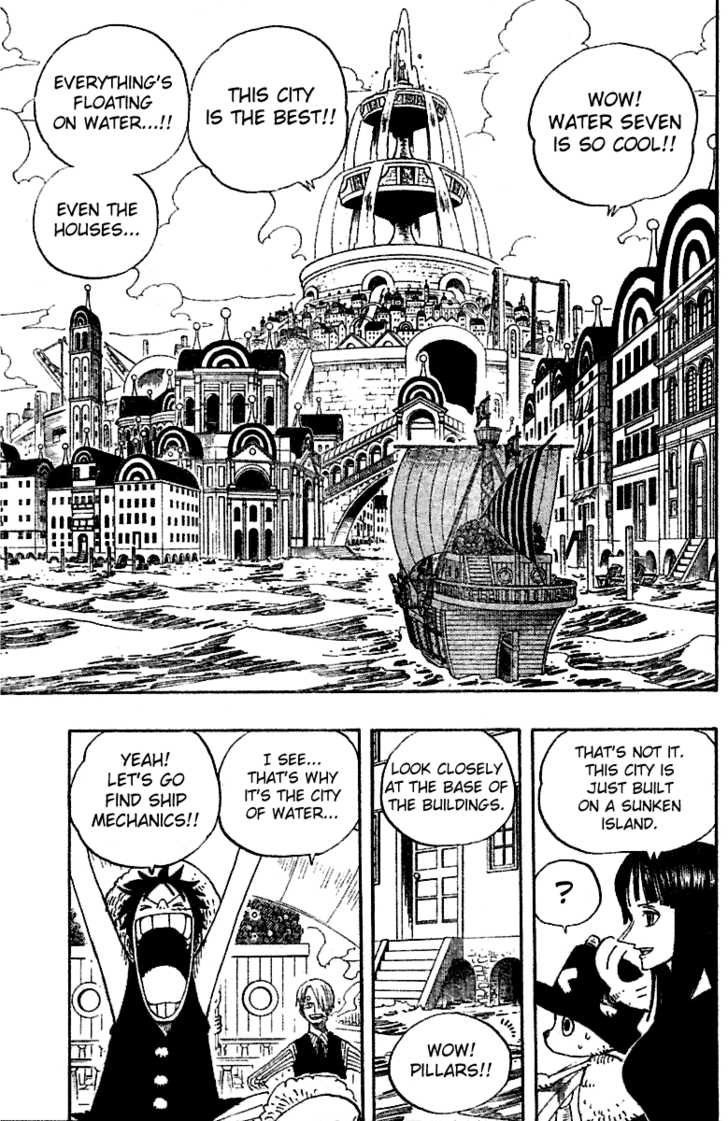 WOW!
WATER SEVEN
IS SO COOL!!
THIS CITY
IS THE BEST!!
EVERYTHING'S
FLOATING
ON WATER...!!
EVEN THE
HOUSES...
THAT'S NOT IT.
THIS CITY IS
JUST BUILT
ON A SUNKEN
ISLAND.
?
LOOK CLOSELY
AT THE BASE OF
THE BUILDINGS.
WOW!
PILLARS!!
I SEE...
THAT'S WHY
IT'S THE CITY
OF WATER...
YEAH!
LET'S GO
FIND SHIP
MECHANICS!!